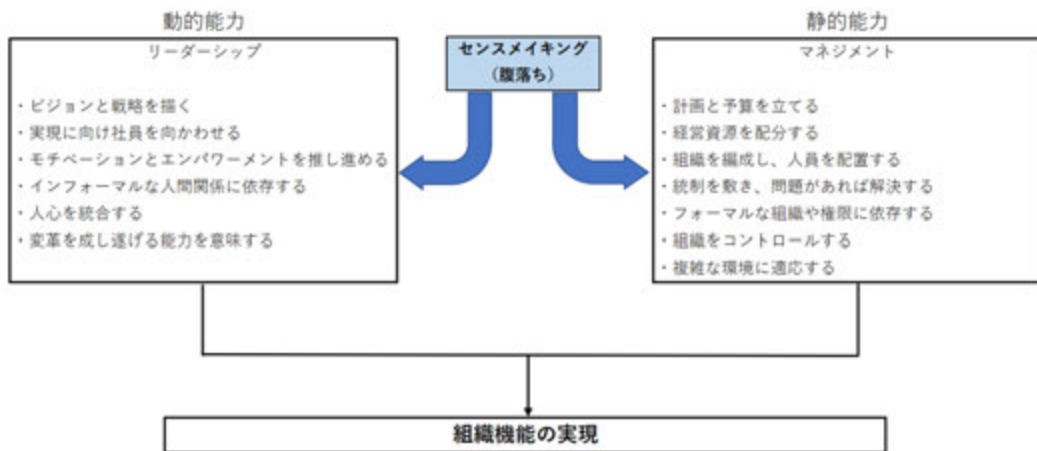 動的能力
リーダーシップ
・ビジョンと戦略を描く
・実現に向け社員を向かわせる
・モチベーションとエンパワーメントを推し進める
・インフォーマルな人間関係に依存する
・人心を統合する
・変革を成し遂げる能力を意味する
センスメイキング
（腹落ち）
静的能力
マネジメント
・計画と予算を立てる
・経営資源を配分する
・組織を編成し、人員を配置する
・統制を敷き、問題があれば解決する
・フォーマルな組織や権限に依存する
・組織をコントロールする
・複雑な環境に適応する
組織機能の実現